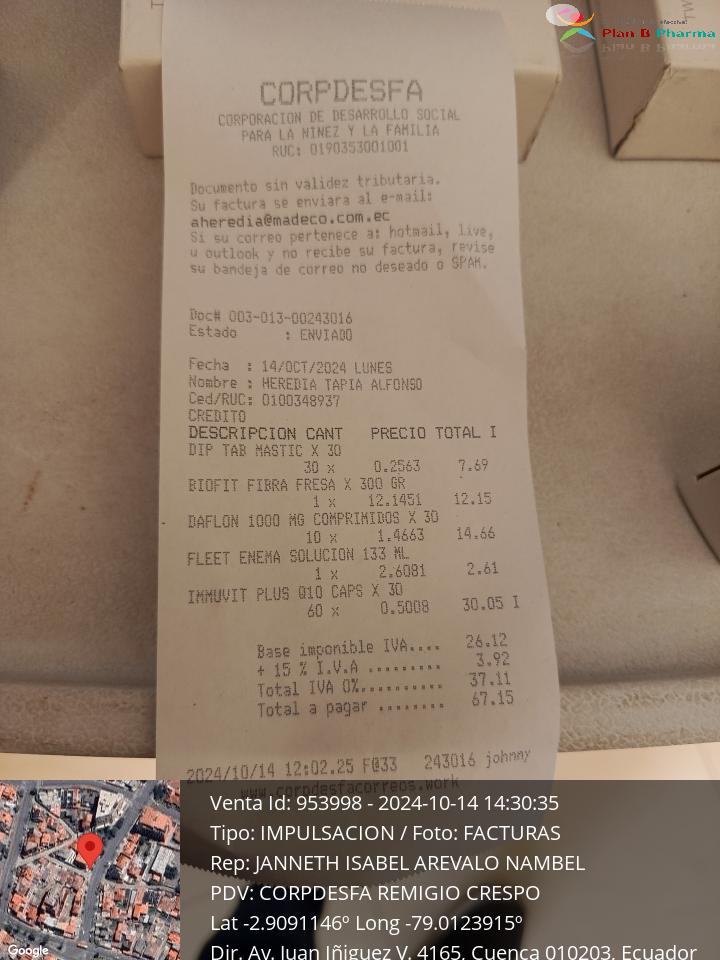 Plan B Pharma
CORPDESFA
CORPORACION DE DESARROLLO SOCIAL
PARA LA NINEZ Y LA FAMILIA
RUC: 0190353001001
Documento sin validez tributaria.
Su factura se enviara al e-mail:
aheredia@madeco.com.ec
Si su correo pertenece a: hotmail, live,
u outlook y no recibe su factura, revise
su bandeja de correo no deseado o SPAM.
Doc# 003-013-00243016
Estado : ENVIADO
Fecha : 14/OCT/2024 LUNES
Nombre : HEREDIA TAPIA ALFONSO
Ced/RUC: 0100348937
CREDITO
DESCRIPCION CANT PRECIO TOTAL I
DIP TAB MASTIC X 30
30 x 0.2563 7.69
BIOFIT FIBRA FRESA X 300 GR
1 x 12.1451 12.15
DAFLON 1000 MG COMPRIMIDOS X 30
10 x 1.4663 14.66
FLEET ENEMA SOLUCION 133 ML
1 x 2.6081 2.61
IMMUVIT PLUS Q10 CAPS X 30
60 x 0.5008 30.05 I
Base imponible IVA.... 26.12
+ 15 % I.V.A ......... 3.92
Total IVA 0%.......... 37.11
Total a pagar ........ 67.15
2024/10/14 12:02.25 F@33 243016 johnny
www.corpdesfacorreos.work
Venta Id: 953998 - 2024-10-14 14:30:35
Tipo: IMPULSACION / Foto: FACTURAS
Rep: JANNETH ISABEL AREVALO NAMBEL
PDV: CORPDESFA REMIGIO CRESPO
Lat -2.9091146º Long -79.0123915º
Dir. Av. Juan Iñiguez V. 4165, Cuenca 010203, Ecuador
Google